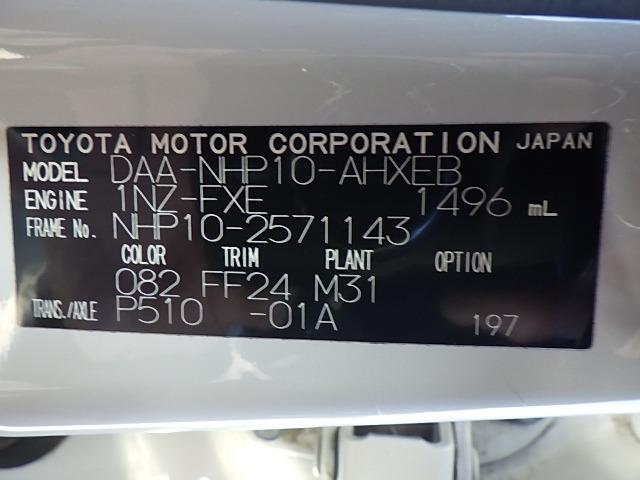 TOYOTA MOTOR CORPORATION JAPAN
MODEL DAA-NHP10-AHXEB
ENGINE 1NZ-FXE 1496 mL
FRAME No. NHP10-2571143
COLOR TRIM PLANT OPTION
082 FF24 M31
TRANS./AXLE P510 -01A 197